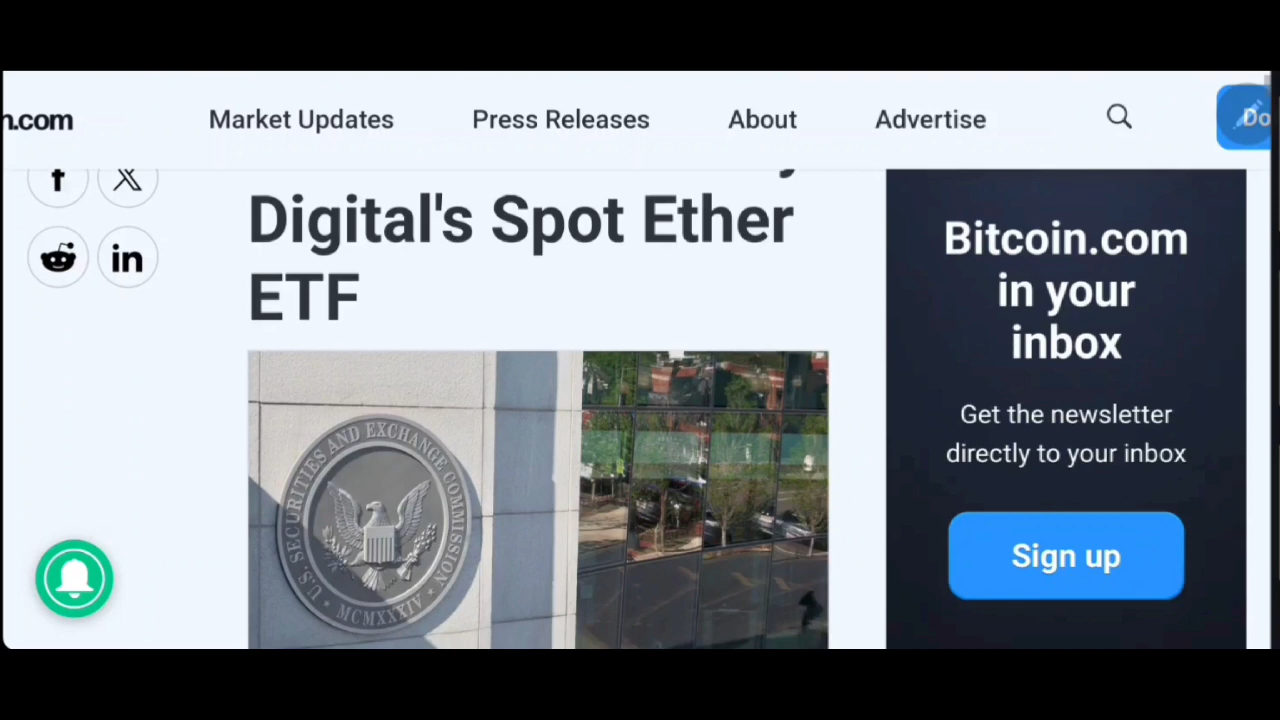 n.com
Market Updates
Press Releases
About
Advertise
Do
Digital's Spot Ether
ETF
U.S. SECURITIES AND EXCHANGE COMMISSION
MCMXXXIV
Bitcoin.com
in your
inbox
Get the newsletter
directly to your inbox
Sign up